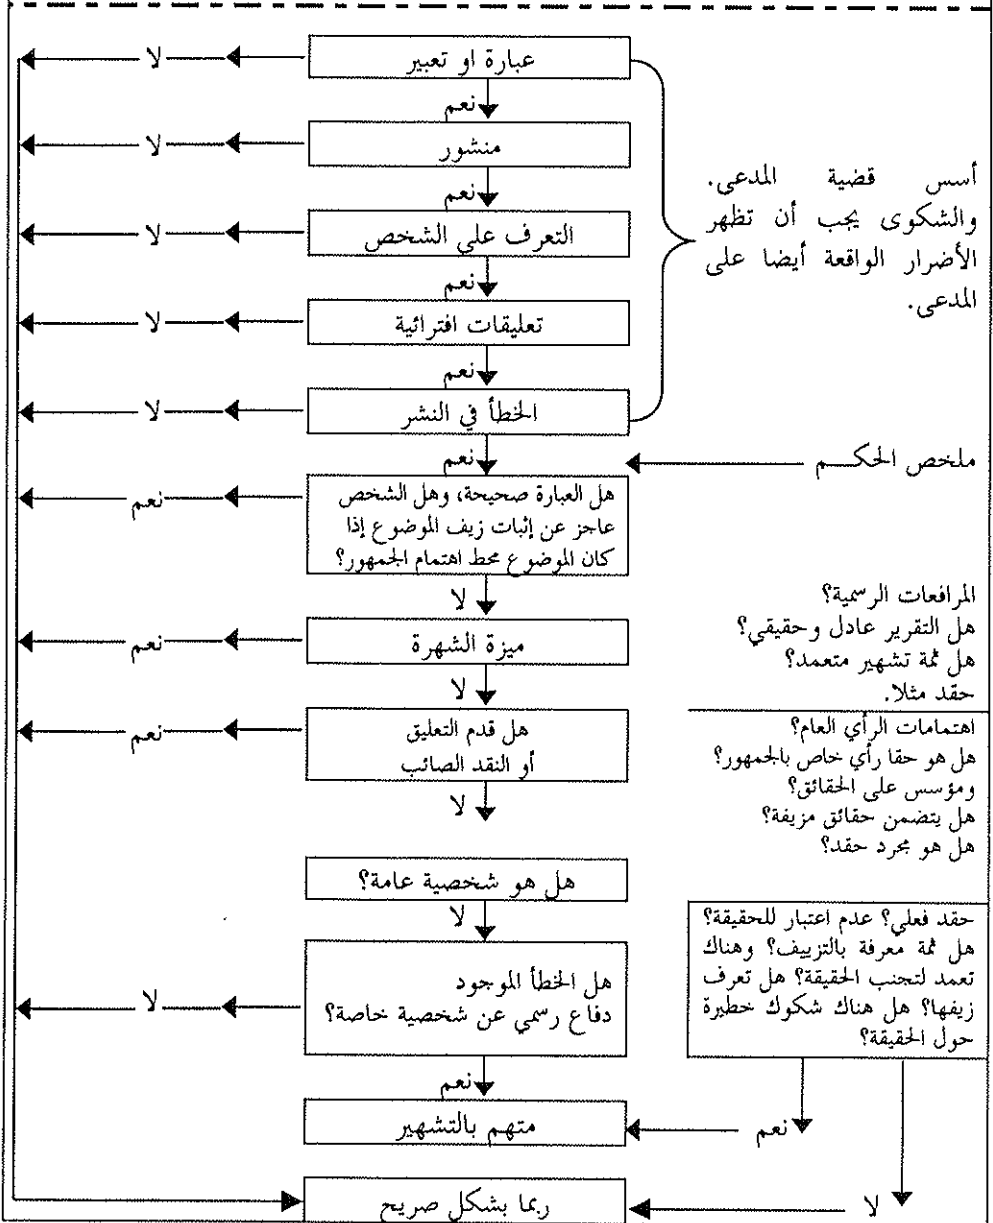 عبارة او تعبير
لا
نعم
منشور
لا
نعم
التعرف على الشخص
لا
نعم
تعليقات افترائية
لا
نعم
الخطأ في النشر
لا
نعم
أسس قضية المدعى.
والشكوى يجب أن تظهر
الأضرار الواقعة أيضا على
المدعى.
ملخص الحكم
هل العبارة صحيحة، وهل الشخص
عاجز عن إثبات زيف الموضوع إذا
كان الموضوع محط اهتمام الجمهور؟
نعم
لا
ميزة الشهرة
نعم
لا
المرافعات الرسمية؟
هل التقرير عادل وحقيقي؟
هل ثمة تشهير متعمد؟
حقد مثلا.
هل قدم التعليق
أو النقد الصائب
نعم
لا
اهتمامات الرأي العام؟
هل هو حقا رأي خاص بالجمهور؟
ومؤسس على الحقائق؟
هل يتضمن حقائق مزيفة؟
هل هو مجرد حقد؟
هل هو شخصية عامة؟
لا
حقد فعلي؟ عدم اعتبار للحقيقة؟
هل ثمة معرفة بالتزييف؟ وهناك
تعمد لتجنب الحقيقة؟ هل تعرف
زيفها؟ هل هناك شكوك خطيرة
حول الحقيقة؟
هل الخطأ الموجود
دفاع رسمي عن شخصية خاصة؟
لا
نعم
متهم بالتشهير
نعم
ربما بشكل صريح
لا